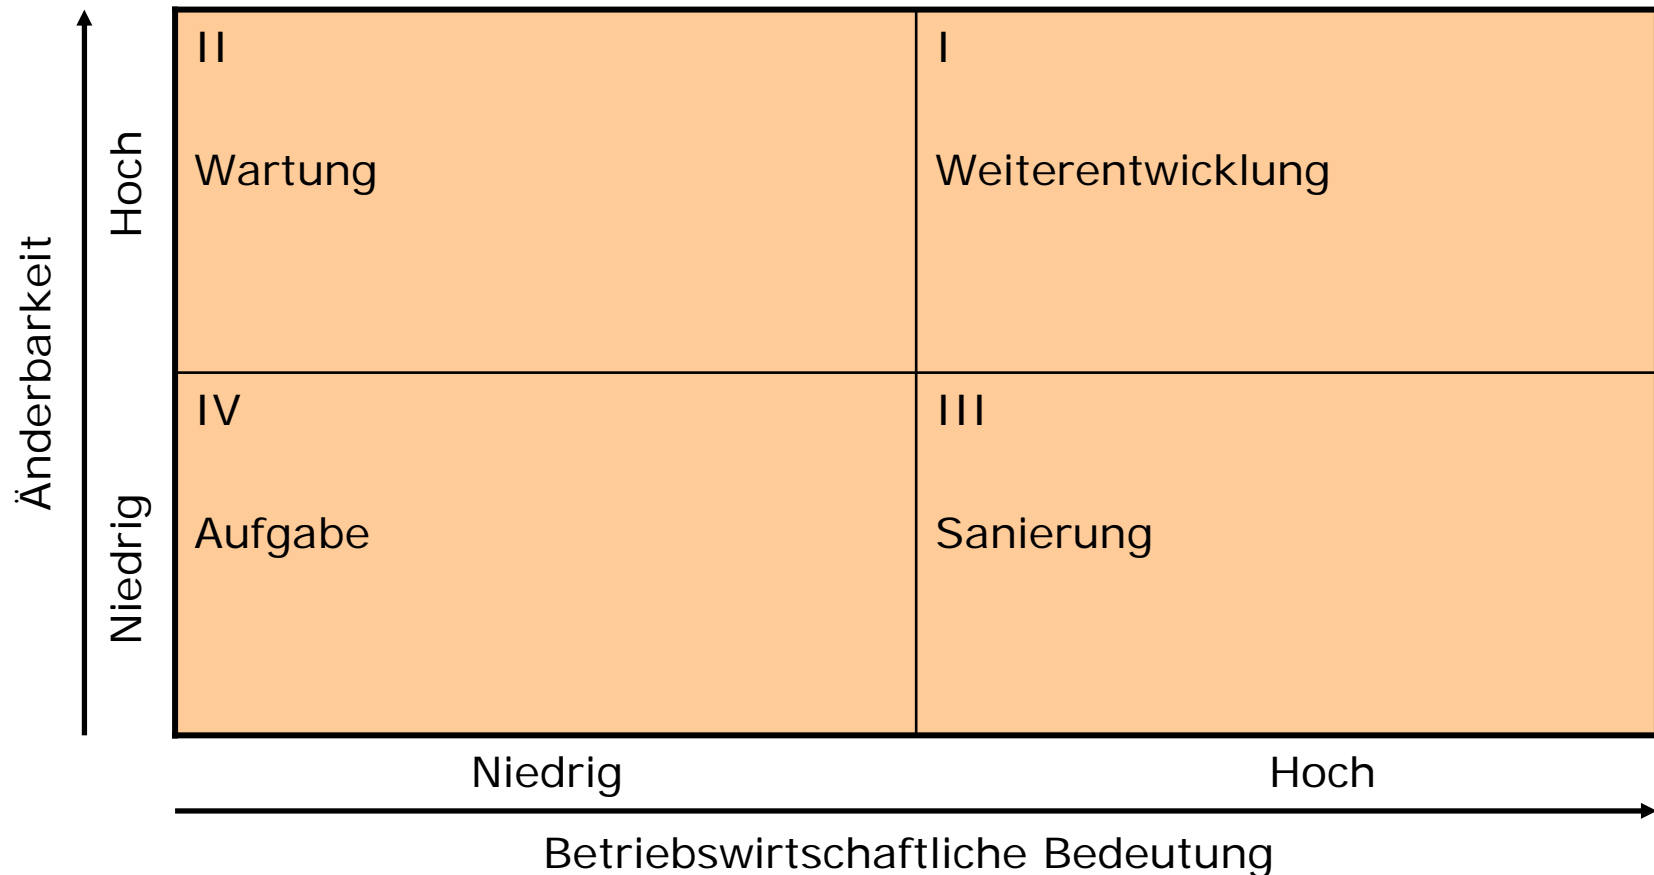 II
Wartung
I
Weiterentwicklung
IV
Aufgabe
III
Sanierung
Änderbarkeit
Hoch
Niedrig
Niedrig
Hoch
Betriebswirtschaftliche Bedeutung